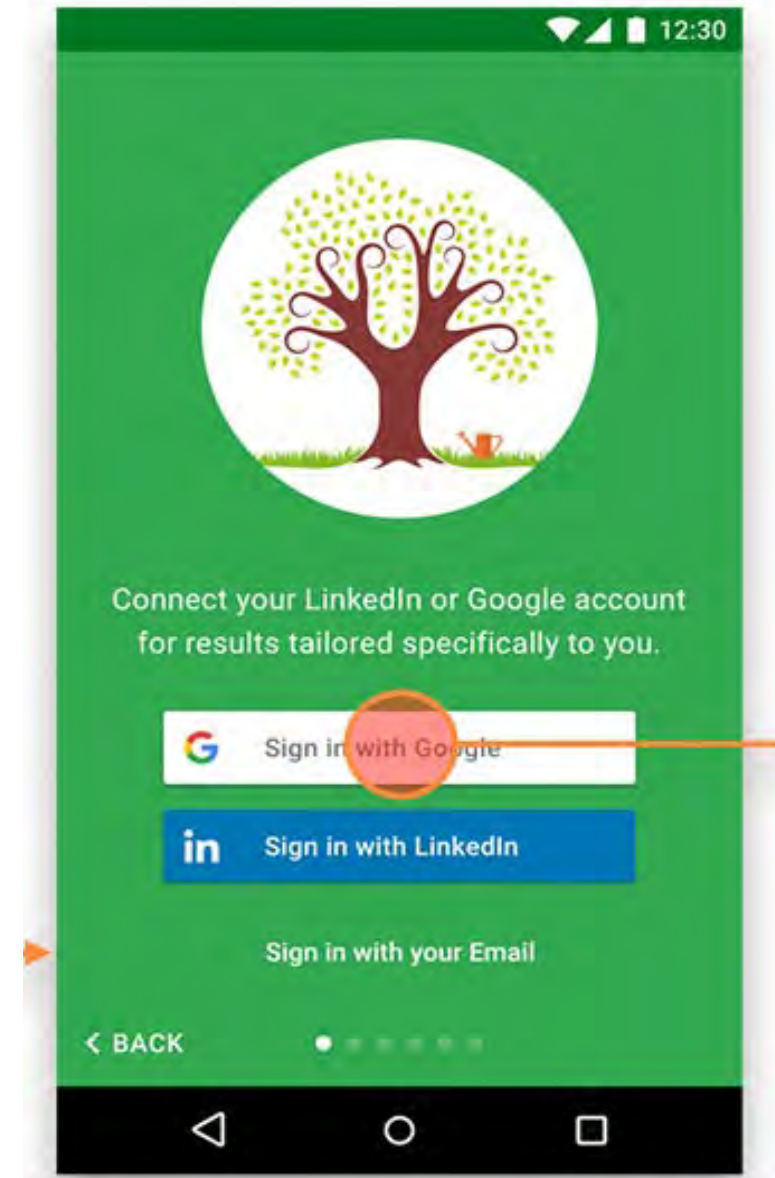 12:30
Connect your LinkedIn or Google account
for results tailored specifically to you.
G Sign in with Google
in Sign in with LinkedIn
Sign in with your Email
< BACK